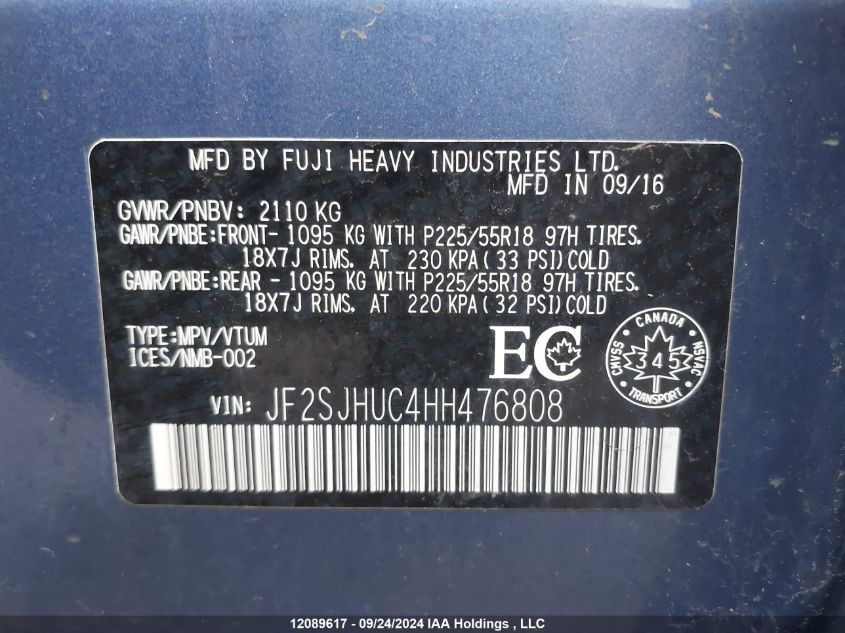 MFD BY FUJI HEAVY INDUSTRIES LTD.
MFD IN 09/16
GVWR/PNBV: 2110 KG
GAWR/PNBE:FRONT- 1095 KG WITH P225/55R18 97H TIRES.
18X7J RIMS. AT 230 KPA(33 PSI)COLD
GAWR/PNBE:REAR - 1095 KG WITH P225/55R18 97H TIRES.
18X7J RIMS. AT 220 KPA(32 PSI)COLD
TYPE:MPV/VTUM
ICES/NMB-002
EC
CANADA
CMVSS
345
NSVAC
TRANSPORT
VIN: JF2SJHUC4HH476808
12089617 - 09/24/2024 IAA Holdings , LLC